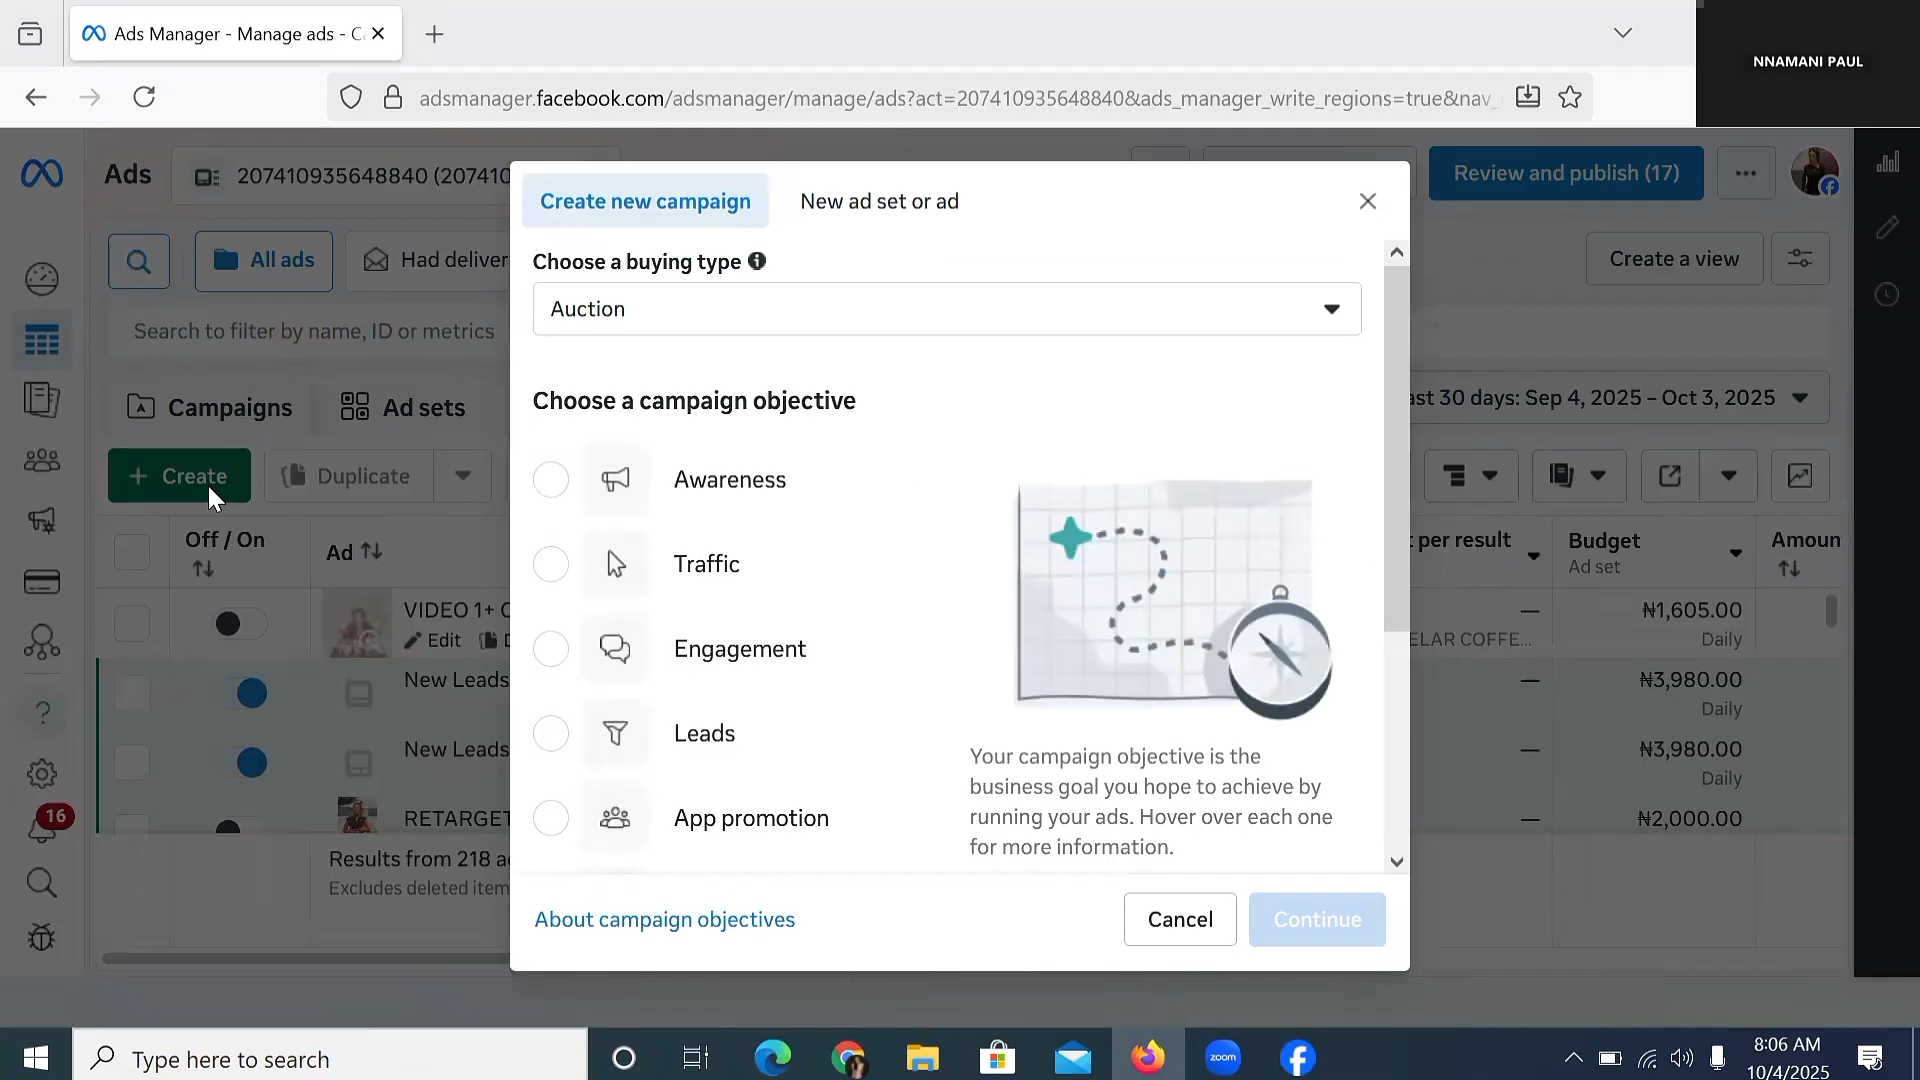 Ads Manager - Manage ads - C
NNAMANI PAUL
adsmanager.facebook.com/adsmanager/manage/ads?act=207410935648840&ads_manager_write_regions=true&nav_
Ads
207410935648840 (207410
Review and publish (17)
Create new campaign
New ad set or ad
All ads
Had deliver
Create a view
Choose a buying type
Auction
Search to filter by name, ID or metrics
Campaigns
Ad sets
ast 30 days: Sep 4, 2025 – Oct 3, 2025
Choose a campaign objective
+ Create
Duplicate
Awareness
Traffic
Engagement
Leads
App promotion
Off / On
Ad
t per result
Budget
Ad set
Amoun
VIDEO 1+ C
Edit
D
—
ELAR COFFE...
₦1,605.00
Daily
New Leads
—
₦3,980.00
Daily
New Leads
—
₦3,980.00
Daily
RETARGET
—
₦2,000.00
Your campaign objective is the
business goal you hope to achieve by
running your ads. Hover over each one
for more information.
16
Results from 218 a
Excludes deleted item
About campaign objectives
Cancel
Continue
Type here to search
zoom
8:06 AM
10/4/2025